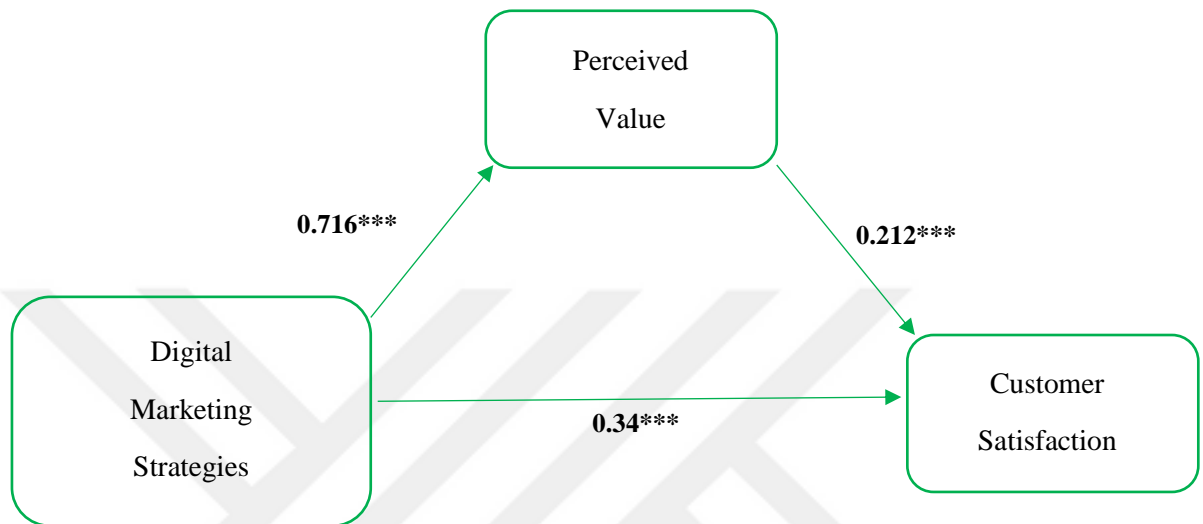 Perceived
Value
0.716***
0.212***
Digital
Marketing
Strategies
0.34***
Customer
Satisfaction